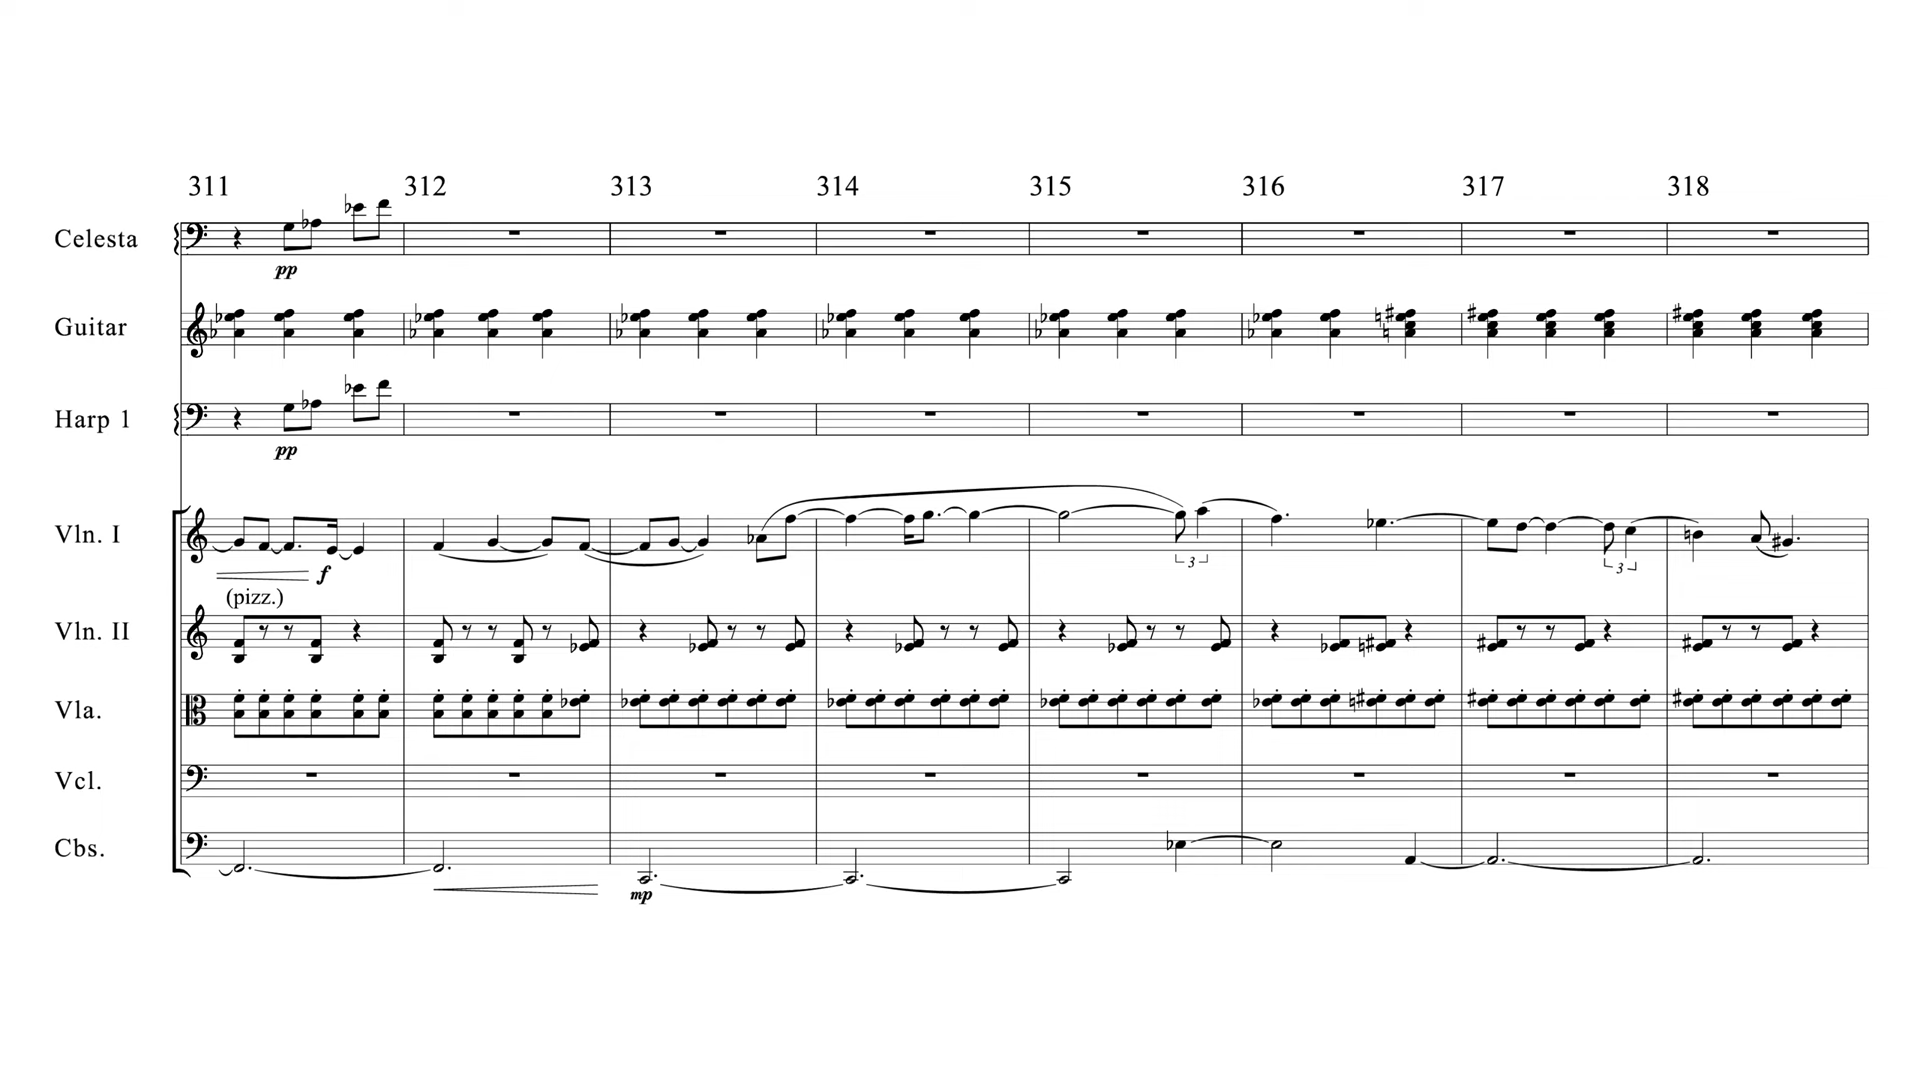 311 312 313 314 315 316 317 318
Celesta
pp
Guitar
Harp 1
pp
Vln. I
3 3
f
(pizz.)
Vln. II
Vla.
Vcl.
Cbs.
mp